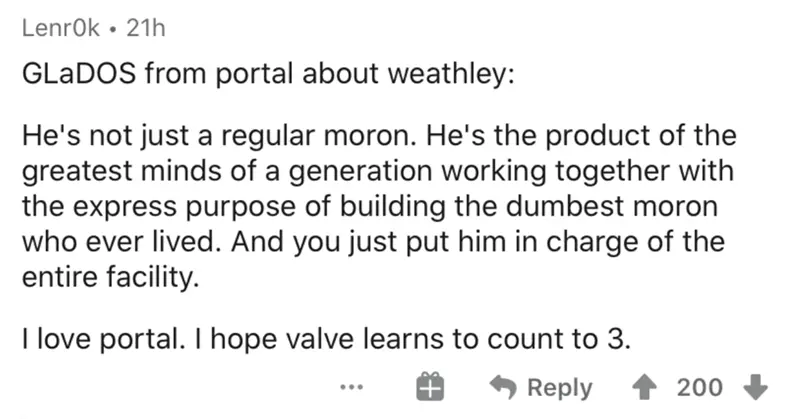 Lenr0k • 21h
GLaDOS from portal about weathley:
He's not just a regular moron. He's the product of the
greatest minds of a generation working together with
the express purpose of building the dumbest moron
who ever lived. And you just put him in charge of the
entire facility.
I love portal. I hope valve learns to count to 3.
Reply 200